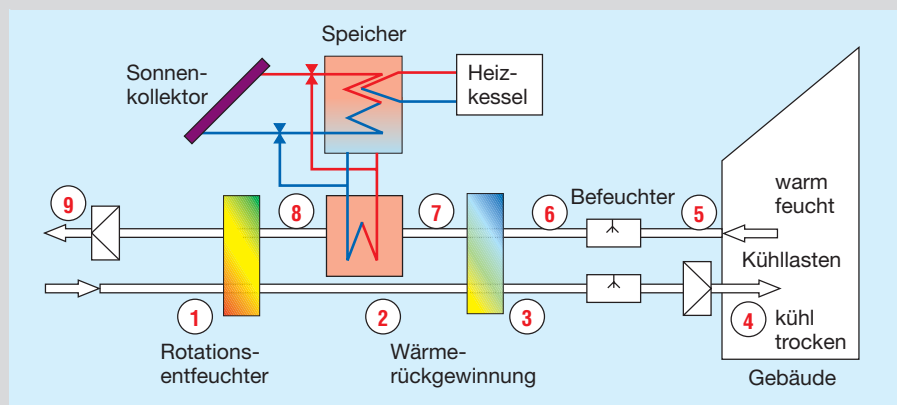 Speicher
Sonnen-
kollektor
Heiz-
kessel
9
8
7
6
Befeuchter
5
warm
feucht
Kühllasten
1
2
3
4
kühl
trocken
Rotations-
entfeuchter
Wärme-
rückgewinnung
Gebäude